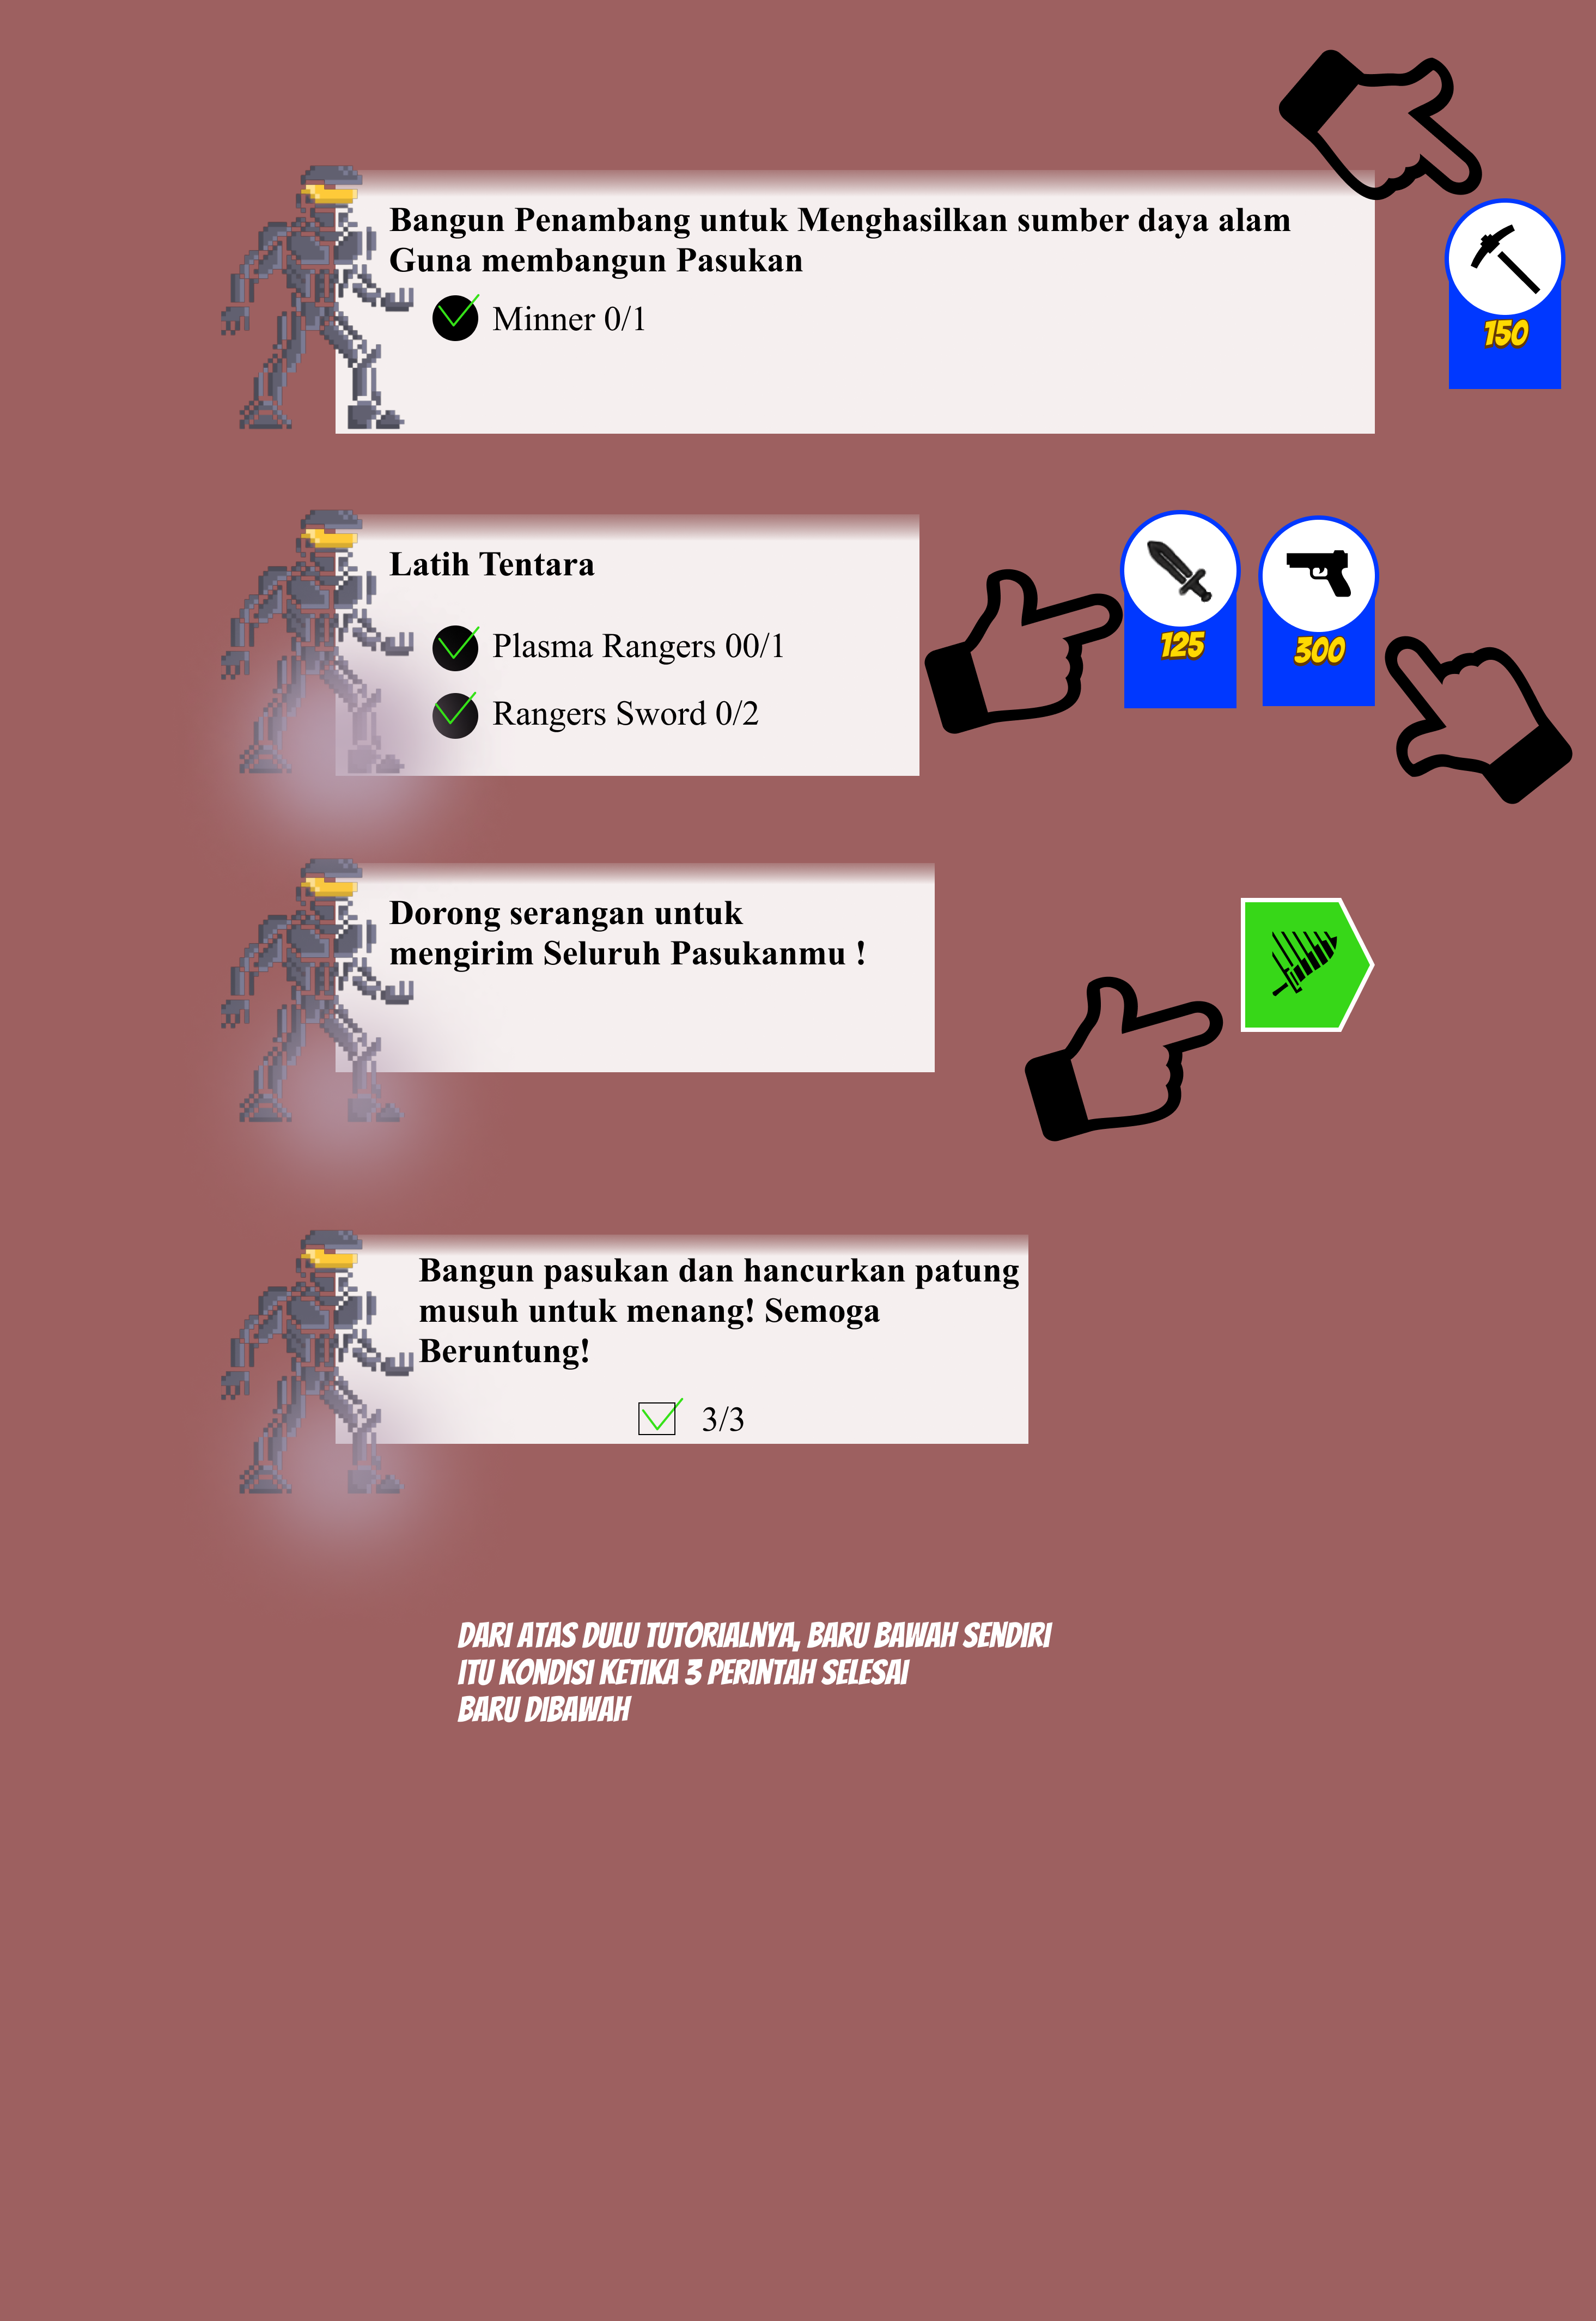 Bangun Penambang untuk Menghasilkan sumber daya alam
Guna membangun Pasukan
Minner 0/1
150
Latih Tentara
Plasma Rangers 00/1
Rangers Sword 0/2
125
300
Dorong serangan untuk
mengirim Seluruh Pasukanmu !
Bangun pasukan dan hancurkan patung
musuh untuk menang! Semoga
Beruntung!
3/3
DARI ATAS DULU TUTORIALNYA, BARU BAWAH SENDIRI
ITU KONDISI KETIKA 3 PERINTAH SELESAI
BARU DIBAWAH